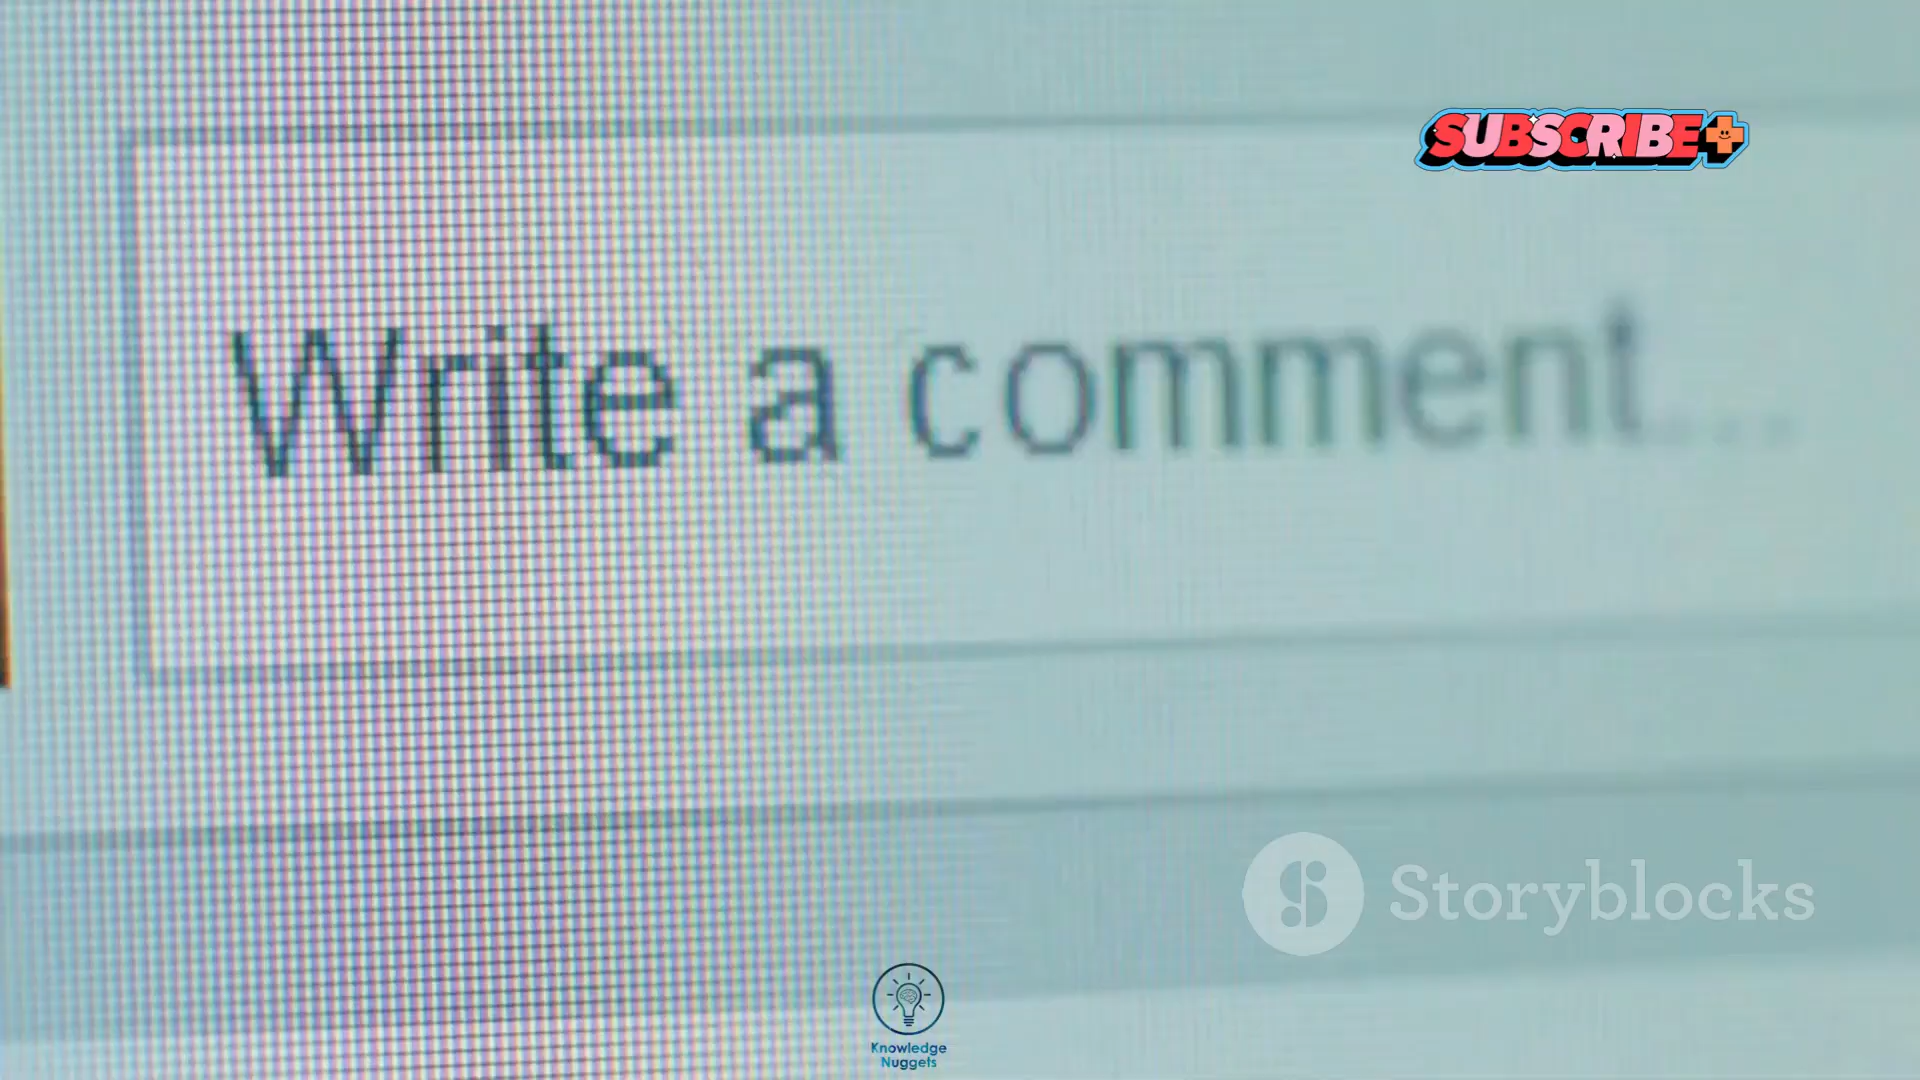 SUBSCRIBE
Write a comment...
Storyblocks
Knowledge
Nuggets